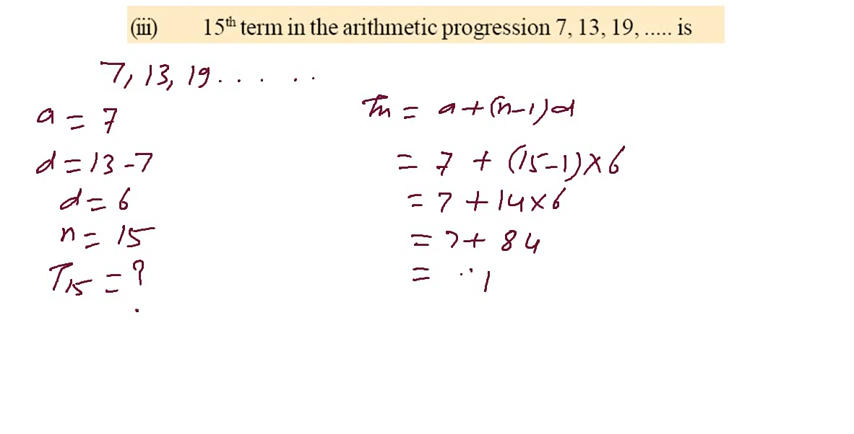 (iii) 15th term in the arithmetic progression 7, 13, 19, ..... is
7, 13, 19 . . . . .
a = 7
d = 13 - 7
d = 6
n = 15
T15 = ?
Tn = a + (n-1)d
= 7 + (15-1) × 6
= 7 + 14 × 6
= 7 + 84
=